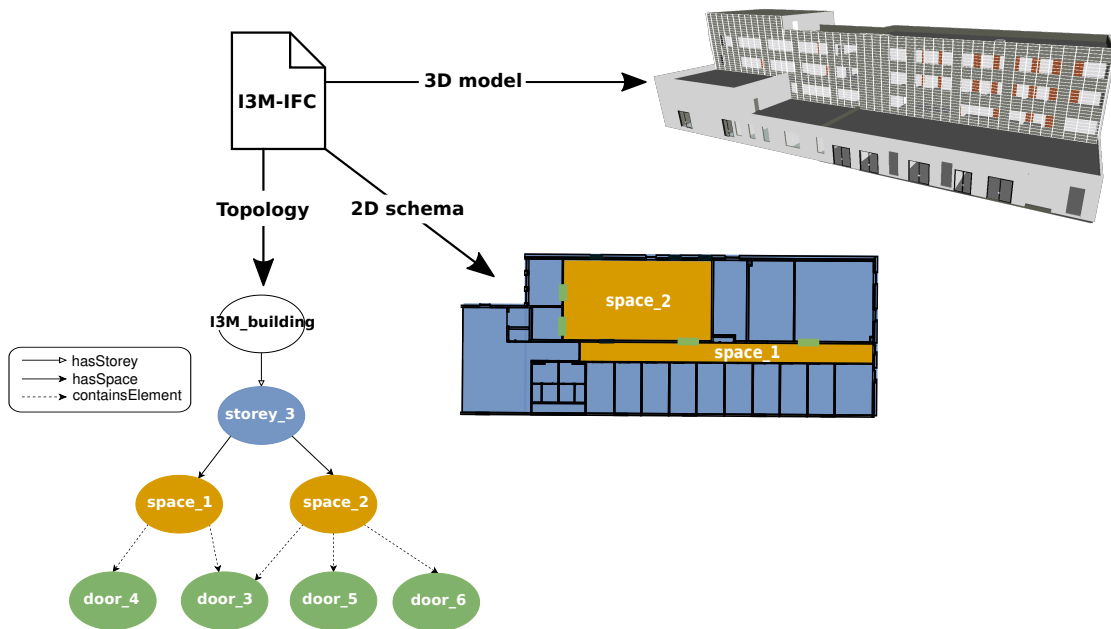 I3M-IFC
3D model
Topology
2D schema
I3M_building
hasStorey
hasSpace
containsElement
storey_3
space_1
space_2
door_4
door_3
door_5
door_6
space_2
space_1